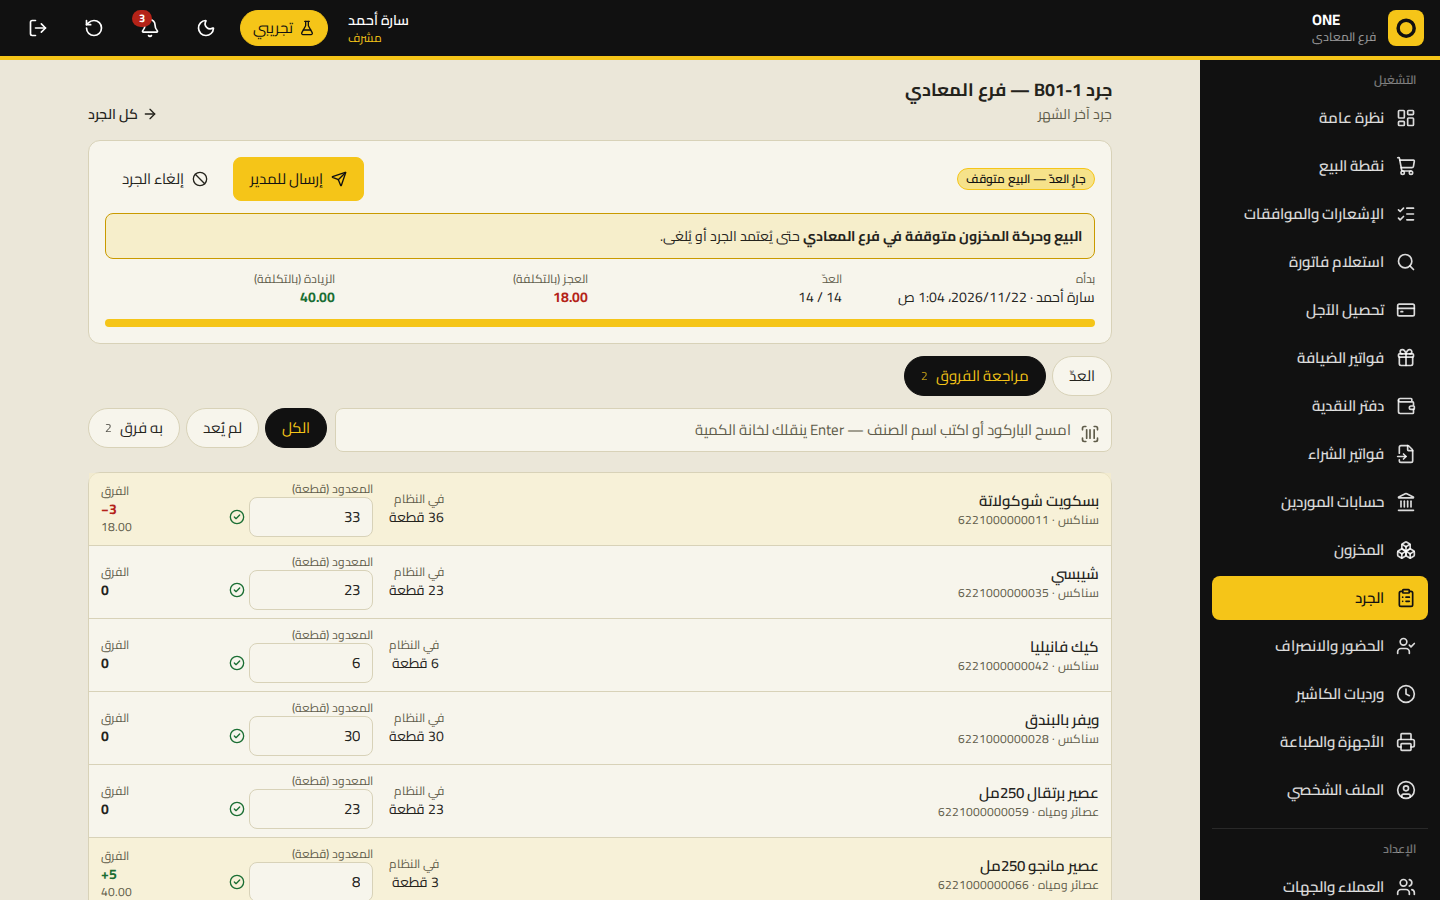 ONE
فرع المعادي
سارة أحمد
مشرف
تجريبي
3
التشغيل
نظرة عامة
نقطة البيع
الإشعارات والموافقات
استعلام فاتورة
تحصيل الآجل
فواتير الضيافة
دفتر النقدية
فواتير الشراء
حسابات الموردين
المخزون
الجرد
الحضور والانصراف
ورديات الكاشير
الأجهزة والطباعة
الملف الشخصي
الإعداد
العملاء والجهات
جرد B01-1 — فرع المعادي
جرد آخر الشهر
كل الجرد
جارٍ العدّ — البيع متوقف
إرسال للمدير
إلغاء الجرد
البيع وحركة المخزون متوقفة في فرع المعادي حتى يُعتمد الجرد أو يُلغى.
بدأه
سارة أحمد · 2026/11/22، 1:04 ص
العدّ
14 / 14
العجز (بالتكلفة)
18.00
الزيادة (بالتكلفة)
40.00
العدّ
مراجعة الفروق 2
امسح الباركود أو اكتب اسم الصنف — Enter ينقلك لخانة الكمية
الكل
لم يُعد
به فرق 2
بسكويت شوكولاتة
سناكس · 6221000000011
في النظام
36 قطعة
المعدود (قطعة)
33
الفرق
−3
18.00
شيبسي
سناكس · 6221000000035
في النظام
23 قطعة
المعدود (قطعة)
23
الفرق
0
كيك فانيليا
سناكس · 6221000000042
في النظام
6 قطعة
المعدود (قطعة)
6
الفرق
0
ويفر بالبندق
سناكس · 6221000000028
في النظام
30 قطعة
المعدود (قطعة)
30
الفرق
0
عصير برتقال 250مل
عصائر ومياه · 6221000000059
في النظام
23 قطعة
المعدود (قطعة)
23
الفرق
0
عصير مانجو 250مل
عصائر ومياه · 6221000000066
في النظام
3 قطعة
المعدود (قطعة)
8
الفرق
+5
40.00